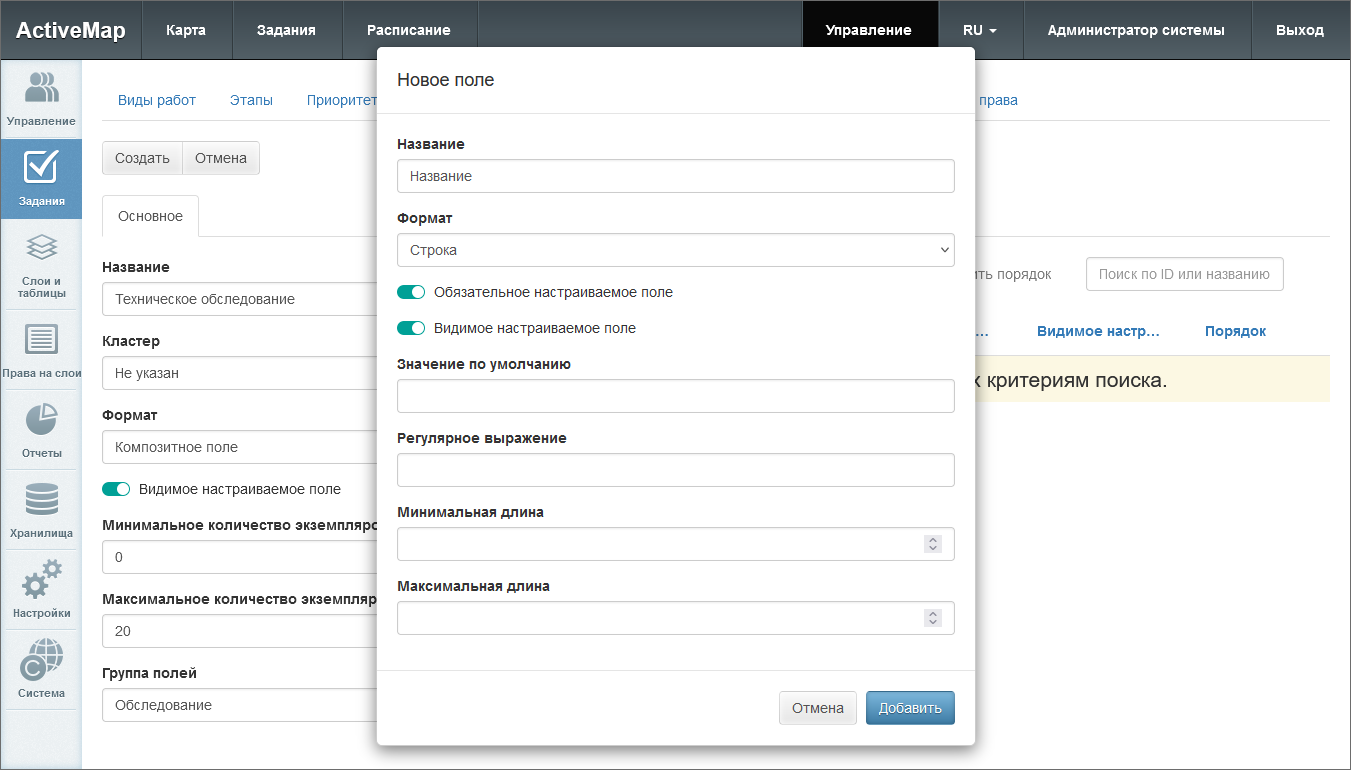 ActiveMap
Карта
Задания
Расписание
Управление
RU
Администратор системы
Выход
Управление
Задания
Слои и
таблицы
Права на слои
Отчеты
Хранилища
Настройки
Система
Виды работ
Этапы
Приоритет
права
Создать
Отмена
Основное
Название
Техническое обследование
Кластер
Не указан
Формат
Композитное поле
Видимое настраиваемое поле
Минимальное количество экземпляро
0
Максимальное количество экземпляр
20
Группа полей
Обследование
ить порядок
Поиск по ID или названию
...
Видимое настр...
Порядок
х критериям поиска.
Новое поле
Название
Название
Формат
Строка
Обязательное настраиваемое поле
Видимое настраиваемое поле
Значение по умолчанию
Регулярное выражение
Минимальная длина
Максимальная длина
Отмена
Добавить